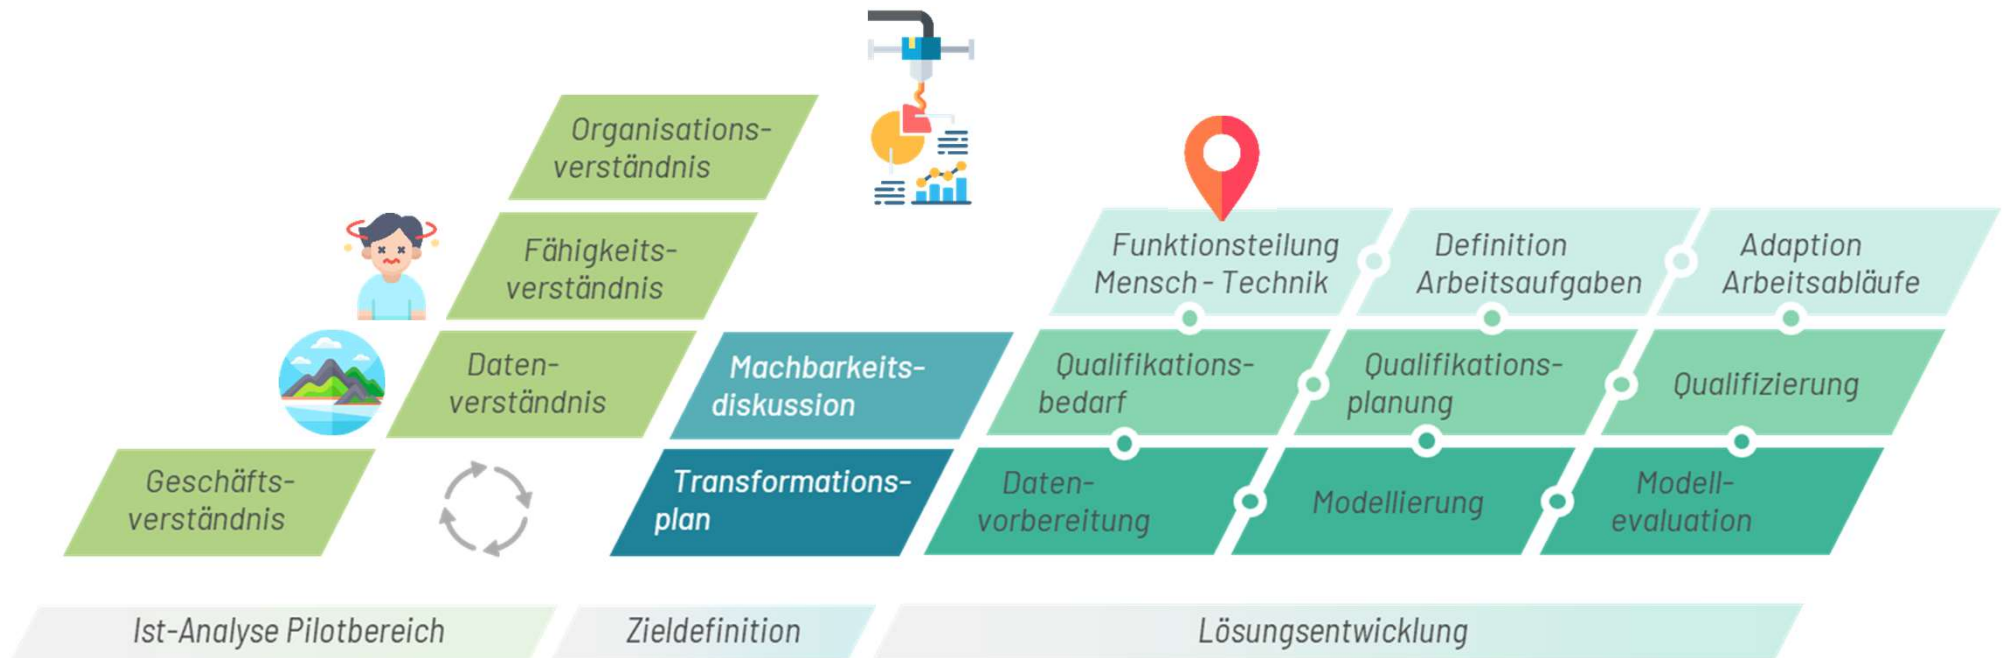 Organisations-
verständnis
Fähigkeits-
verständnis
Daten-
verständnis
Geschäfts-
verständnis
Machbarkeits-
diskussion
Transformations-
plan
Funktionsteilung
Mensch - Technik
Definition
Arbeitsaufgaben
Adaption
Arbeitsabläufe
Qualifikations-
bedarf
Qualifikations-
planung
Qualifizierung
Daten-
vorbereitung
Modellierung
Modell-
evaluation
Ist-Analyse Pilotbereich
Zieldefinition
Lösungsentwicklung